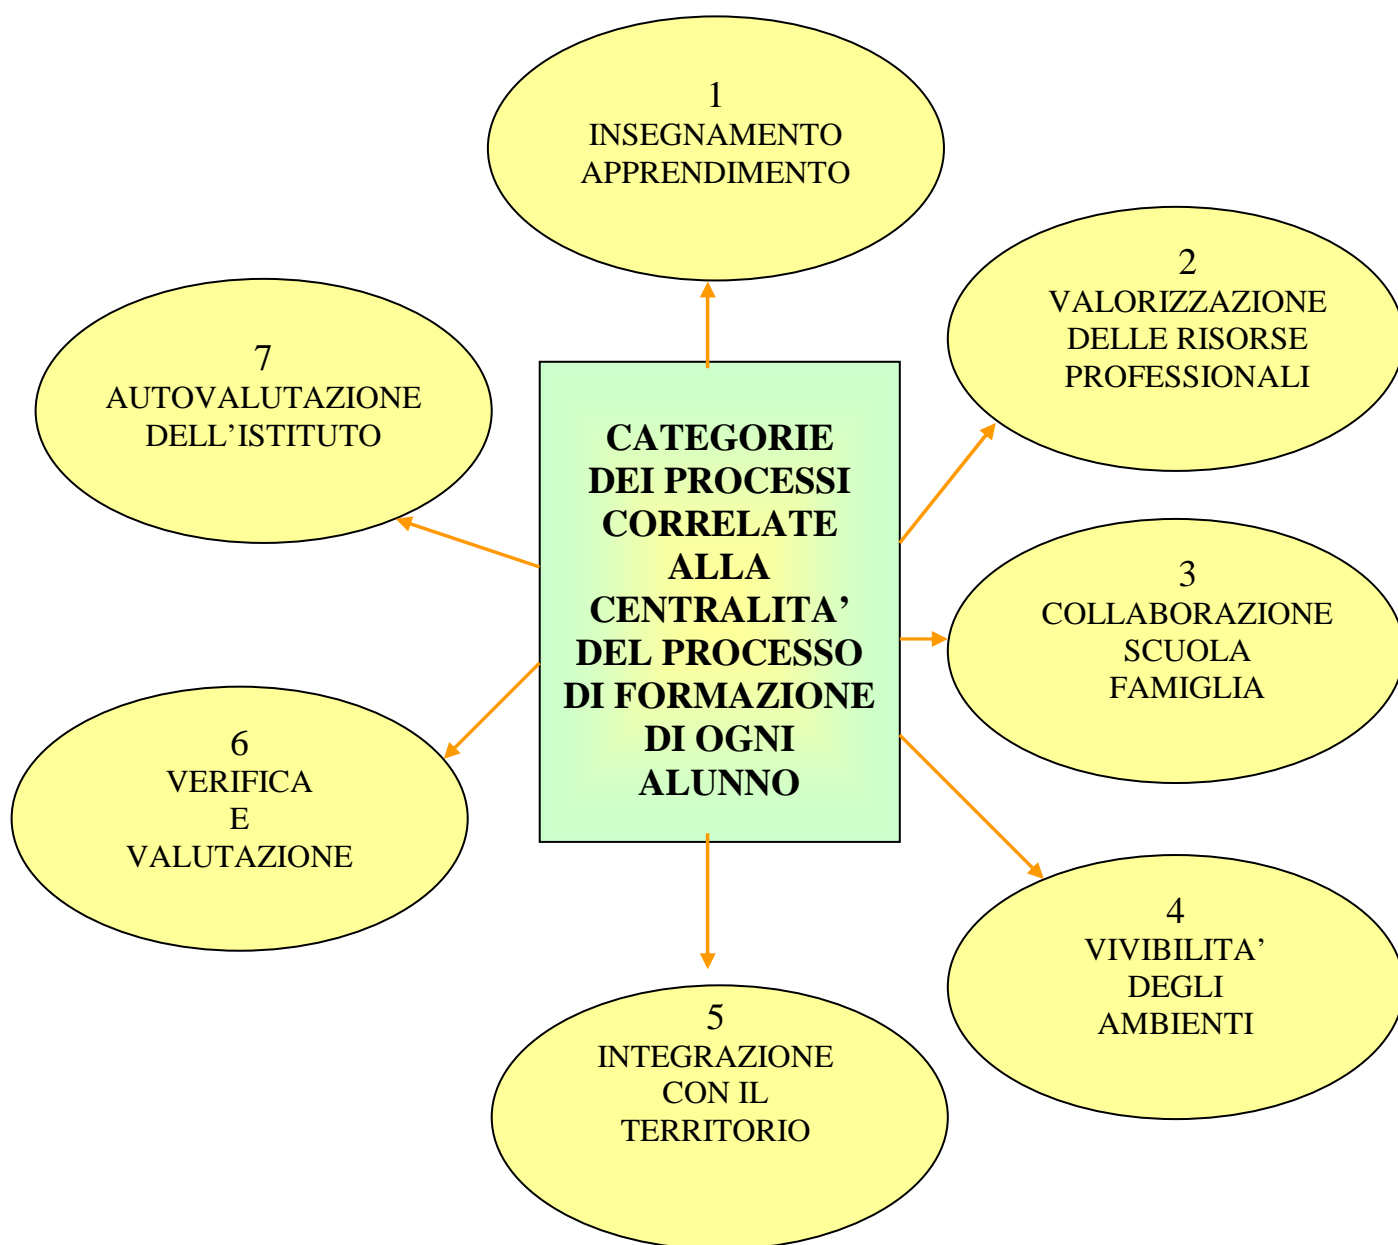 1
INSEGNAMENTO
APPRENDIMENTO
2
VALORIZZAZIONE
DELLE RISORSE
PROFESSIONALI
7
AUTOVALUTAZIONE
DELL’ISTITUTO
CATEGORIE
DEI PROCESSI
CORRELATE
ALLA
CENTRALITA’
DEL PROCESSO
DI FORMAZIONE
DI OGNI
ALUNNO
3
COLLABORAZIONE
SCUOLA
FAMIGLIA
6
VERIFICA
E
VALUTAZIONE
4
VIVIBILITA’
DEGLI
AMBIENTI
5
INTEGRAZIONE
CON IL
TERRITORIO